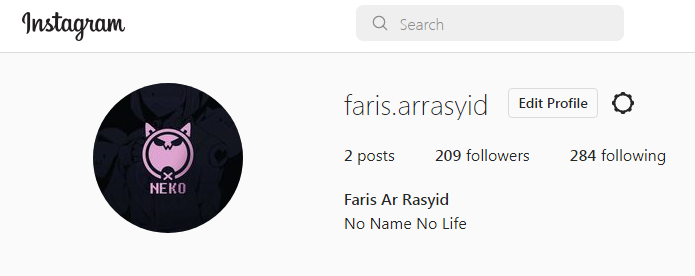 Instagram
Search
faris.arrasyid
Edit Profile
2 posts 209 followers 284 following
NEKO
Faris Ar Rasyid
No Name No Life